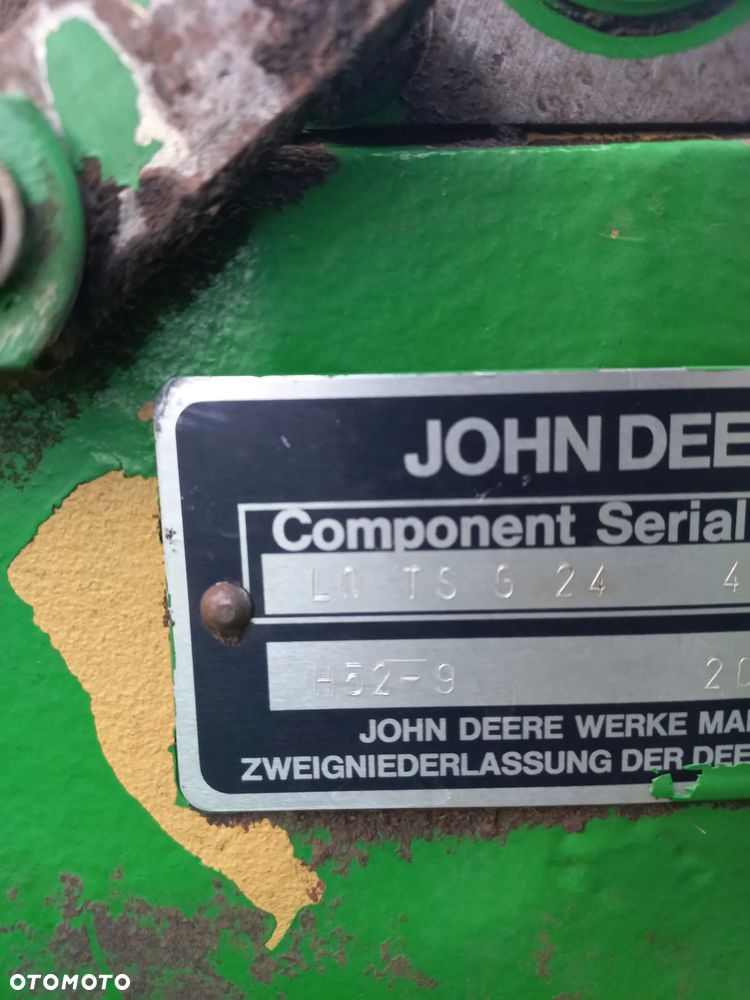 JOHN DEE
Component Serial
L0 TS G 24 4
H52-9 20
JOHN DEERE WERKE MA
ZWEIGNIEDERLASSUNG DER DEE
OTOMOTO